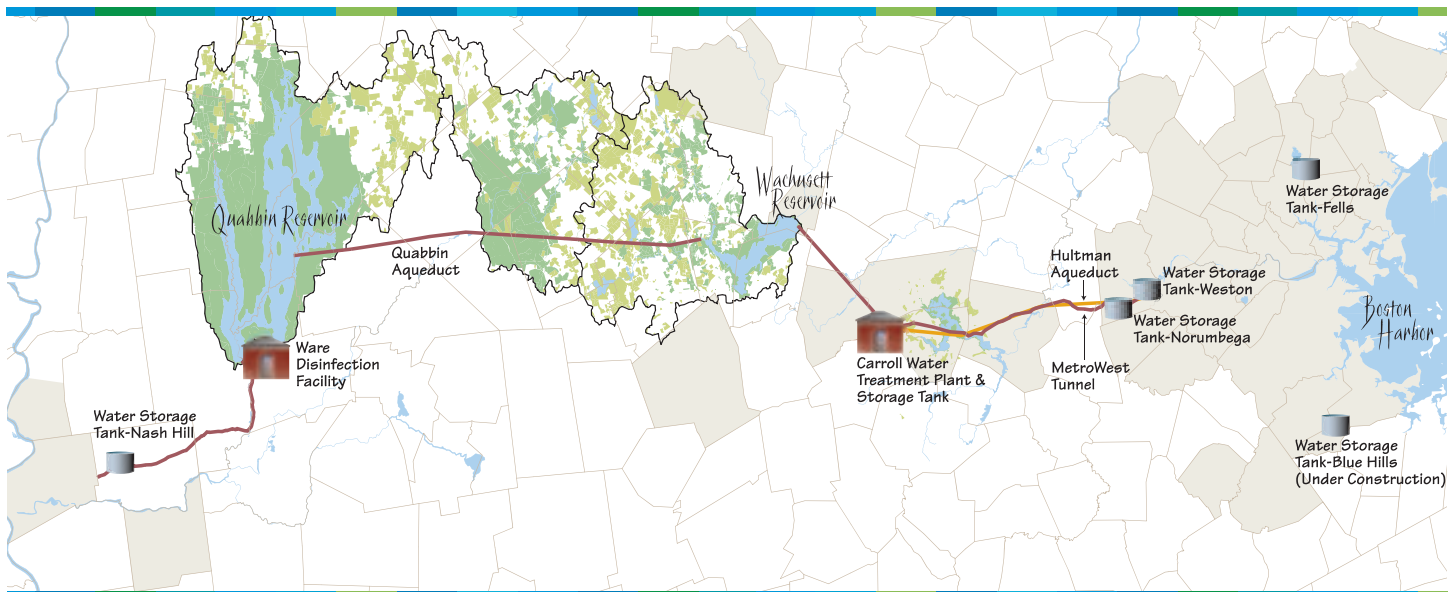 Quabbin Reservoir
Quabbin
Aqueduct
Wachusett
Reservoir
Water Storage
Tank-Fells
Hultman
Aqueduct
Water Storage
Tank-Weston
Water Storage
Tank-Norumbega
Boston
Harbor
Ware
Disinfection
Facility
Carroll Water
Treatment Plant &
Storage Tank
MetroWest
Tunnel
Water Storage
Tank-Nash Hill
Water Storage
Tank-Blue Hills
(Under Construction)